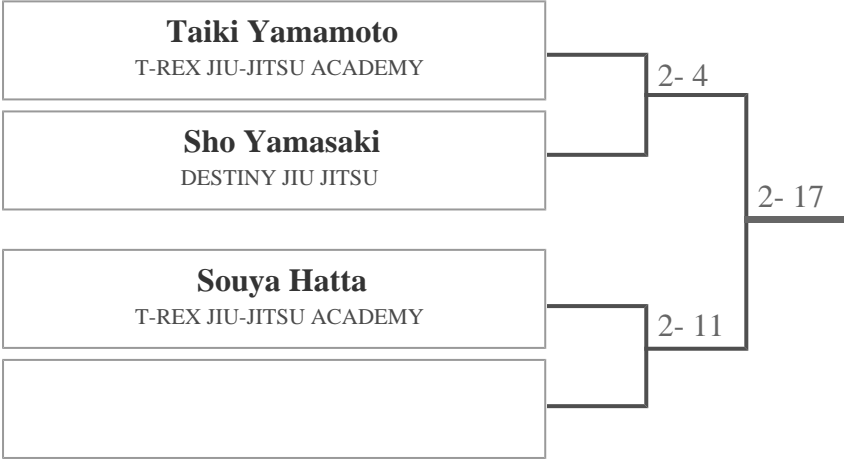 Taiki Yamamoto
T-REX JIU-JITSU ACADEMY
2- 4
Sho Yamasaki
DESTINY JIU JITSU
2- 17
Souya Hatta
T-REX JIU-JITSU ACADEMY
2- 11